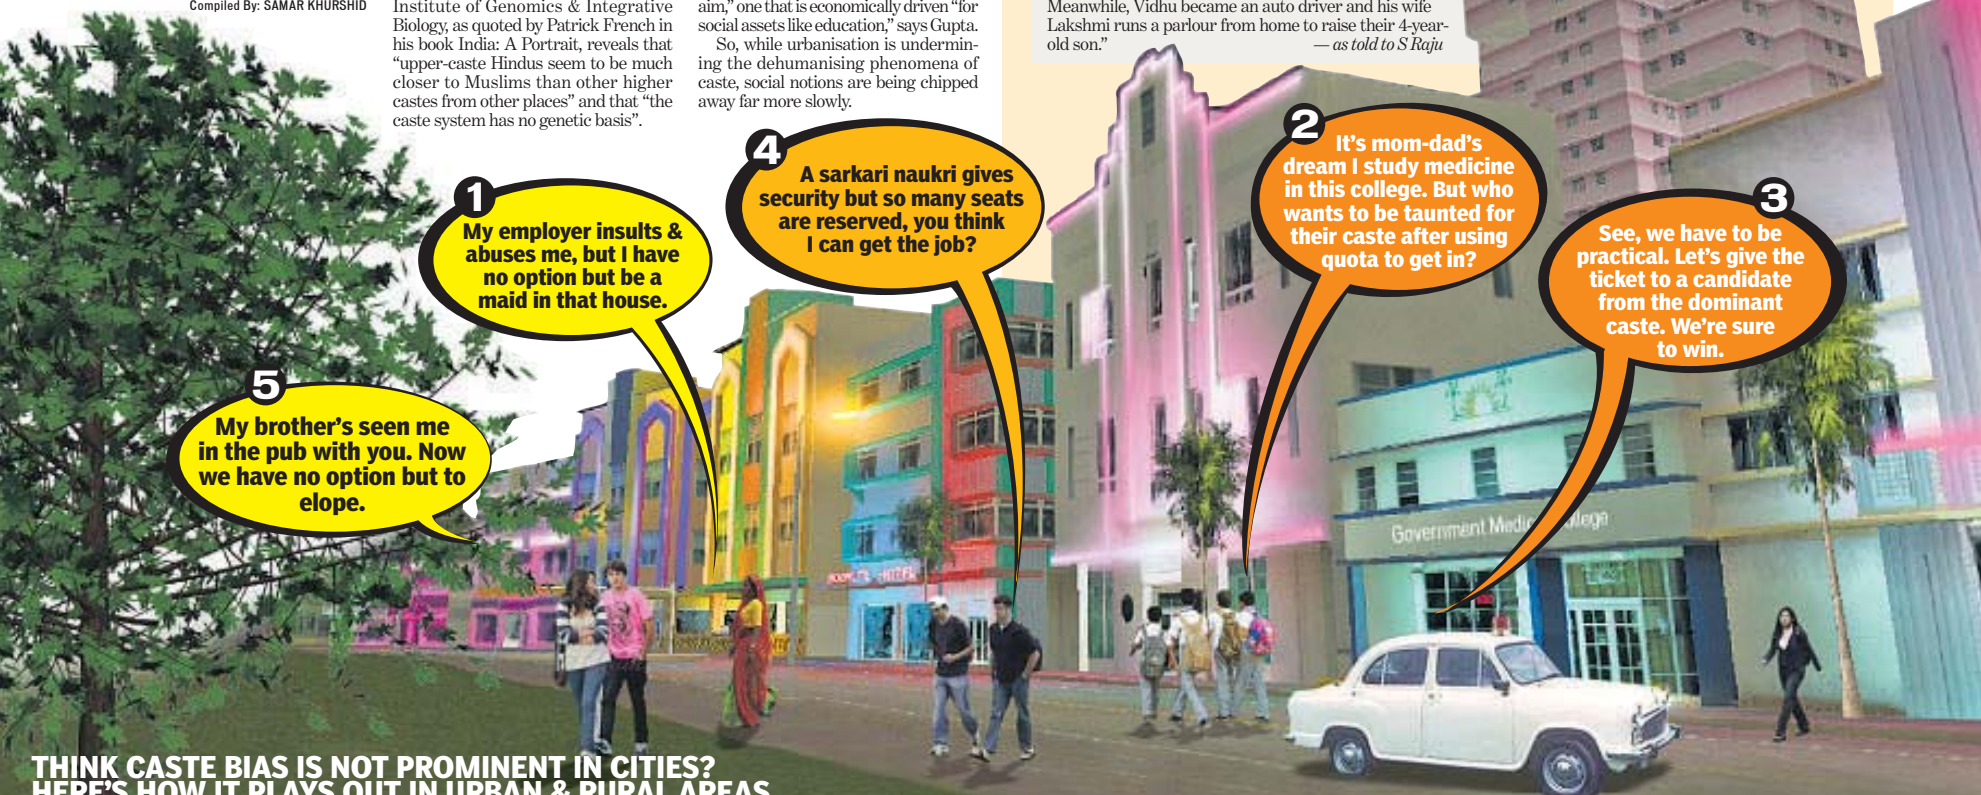 Compiled By: SAMAR KHURSHID
Institute of Genomics & Integrative
Biology, as quoted by Patrick French in
his book India: A Portrait, reveals that
“upper-caste Hindus seem to be much
closer to Muslims than other higher
castes from other places” and that “the
caste system has no genetic basis”.
aim,” one that is economically driven “for
social assets like education,” says Gupta.
So, while urbanisation is undermin-
ing the dehumanising phenomena of
caste, social notions are being chipped
away far more slowly.
Meanwhile, Vidhu became an auto driver and his wife
Lakshmi runs a parlour from home to raise their 4-year-
old son.”
— as told to S Raju
1
My employer insults &
abuses me, but I have
no option but be a
maid in that house.
4
A sarkari naukri gives
security but so many seats
are reserved, you think
I can get the job?
2
It’s mom-dad’s
dream I study medicine
in this college. But who
wants to be taunted for
their caste after using
quota to get in?
3
See, we have to be
practical. Let’s give the
ticket to a candidate
from the dominant
caste. We’re sure
to win.
5
My brother’s seen me
in the pub with you. Now
we have no option but to
elope.
Government
THINK CASTE BIAS IS NOT PROMINENT IN CITIES?
HERE’S HOW IT PLAYS OUT IN URBAN & RURAL AREAS